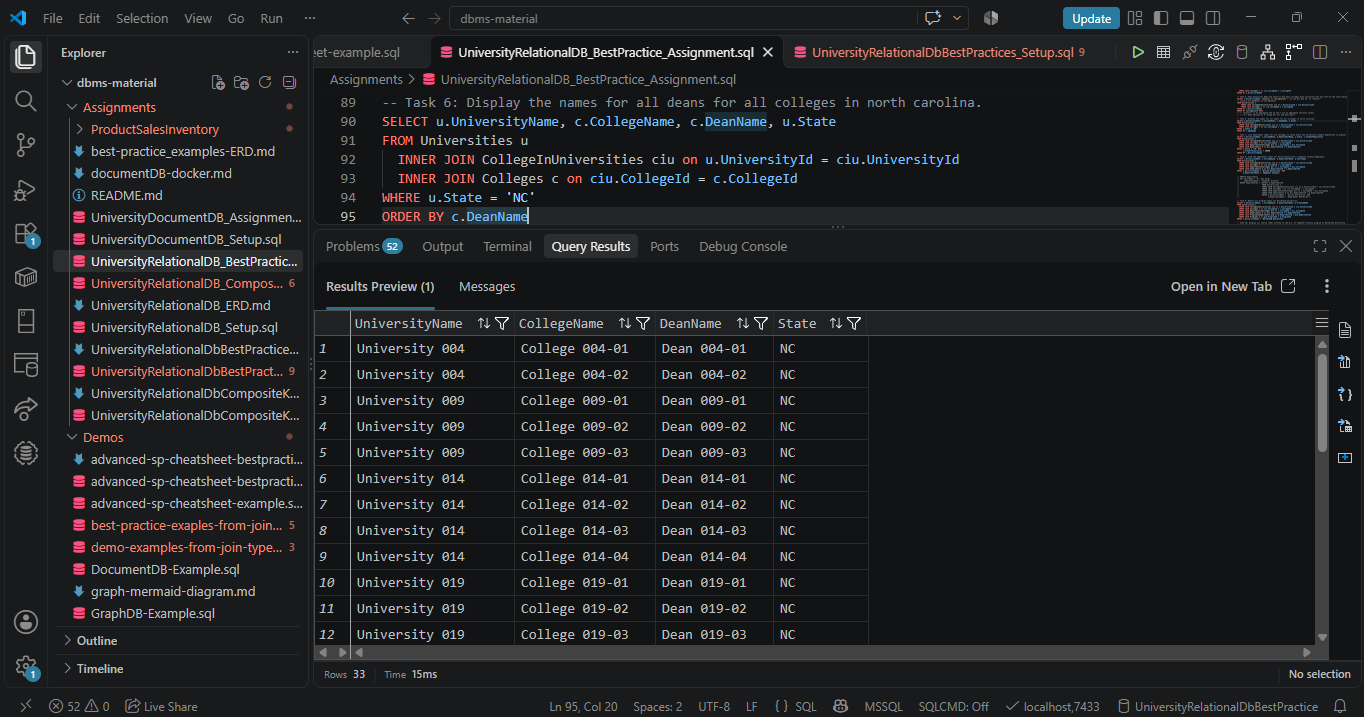 File Edit Selection View Go Run ··· dbms-material Update
Explorer
dbms-material
Assignments
ProductSalesInventory
best-practice_examples-ERD.md
documentDB-docker.md
README.md
UniversityDocumentDB_Assignmen...
UniversityDocumentDB_Setup.sql
UniversityRelationalDB_BestPractic...
UniversityRelationalDB_Compos... 6
UniversityRelationalDB_ERD.md
UniversityRelationalDB_Setup.sql
UniversityRelationalDbBestPractice...
UniversityRelationalDbBestPract... 9
UniversityRelationalDbCompositeK...
UniversityRelationalDbCompositeK...
Demos
advanced-sp-cheatsheet-bestpracti...
advanced-sp-cheatsheet-bestpracti...
advanced-sp-cheatsheet-example.s...
best-practice-exaples-from-join... 5
demo-examples-from-join-type... 3
DocumentDB-Example.sql
graph-mermaid-diagram.md
GraphDB-Example.sql
Outline
Timeline
1
1
eet-example.sql UniversityRelationalDB_BestPractice_Assignment.sql UniversityRelationalDbBestPractices_Setup.sql 9
Assignments > UniversityRelationalDB_BestPractice_Assignment.sql
89 -- Task 6: Display the names for all deans for all colleges in north carolina.
90 SELECT u.UniversityName, c.CollegeName, c.DeanName, u.State
91 FROM Universities u
92 INNER JOIN CollegeInUniversities ciu on u.UniversityId = ciu.UniversityId
93 INNER JOIN Colleges c on ciu.CollegeId = c.CollegeId
94 WHERE u.State = 'NC'
95 ORDER BY c.DeanName
Problems 52 Output Terminal Query Results Ports Debug Console
Results Preview (1) Messages Open in New Tab
UniversityName CollegeName DeanName State
1 University 004 College 004-01 Dean 004-01 NC
2 University 004 College 004-02 Dean 004-02 NC
3 University 009 College 009-01 Dean 009-01 NC
4 University 009 College 009-02 Dean 009-02 NC
5 University 009 College 009-03 Dean 009-03 NC
6 University 014 College 014-01 Dean 014-01 NC
7 University 014 College 014-02 Dean 014-02 NC
8 University 014 College 014-03 Dean 014-03 NC
9 University 014 College 014-04 Dean 014-04 NC
10 University 019 College 019-01 Dean 019-01 NC
11 University 019 College 019-02 Dean 019-02 NC
12 University 019 College 019-03 Dean 019-03 NC
Rows 33 Time 15ms No selection
52 0 Live Share Ln 95, Col 20 Spaces: 2 UTF-8 LF { } SQL MSSQL SQLCMD: Off localhost,7433 UniversityRelationalDbBestPractice